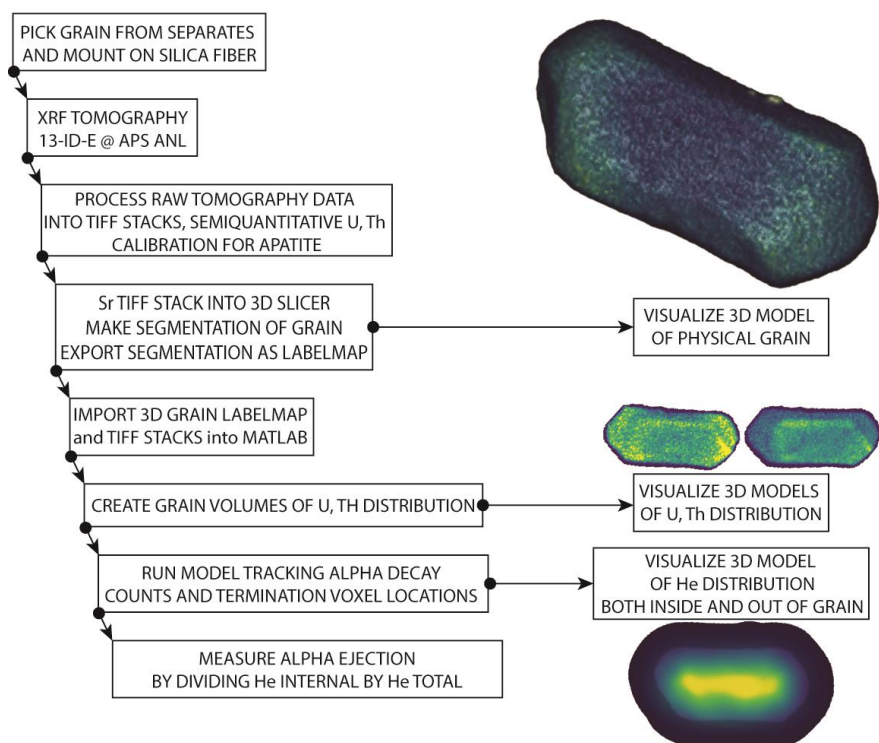 PICK GRAIN FROM SEPARATES
AND MOUNT ON SILICA FIBER
XRF TOMOGRAPHY
13-ID-E @ APS ANL
PROCESS RAW TOMOGRAPHY DATA
INTO TIFF STACKS, SEMIQUANTITATIVE U, Th
CALIBRATION FOR APATITE
Sr TIFF STACK INTO 3D SLICER
MAKE SEGMENTATION OF GRAIN
EXPORT SEGMENTATION AS LABELMAP
VISUALIZE 3D MODEL
OF PHYSICAL GRAIN
IMPORT 3D GRAIN LABELMAP
and TIFF STACKS into MATLAB
CREATE GRAIN VOLUMES OF U, TH DISTRIBUTION
VISUALIZE 3D MODELS
OF U, Th DISTRIBUTION
RUN MODEL TRACKING ALPHA DECAY
COUNTS AND TERMINATION VOXEL LOCATIONS
VISUALIZE 3D MODEL
OF He DISTRIBUTION
BOTH INSIDE AND OUT OF GRAIN
MEASURE ALPHA EJECTION
BY DIVIDING He INTERNAL BY He TOTAL